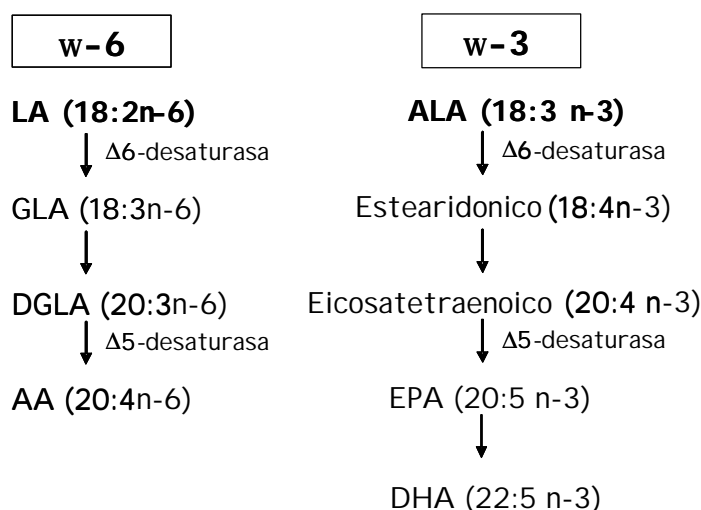 w-6
LA (18:2n-6)
Δ6-desaturasa
GLA (18:3n-6)
DGLA (20:3n-6)
Δ5-desaturasa
AA (20:4n-6)
w-3
ALA (18:3 n-3)
Δ6-desaturasa
Estearidonico (18:4n-3)
Eicosatetraenoico (20:4 n-3)
Δ5-desaturasa
EPA (20:5 n-3)
DHA (22:5 n-3)